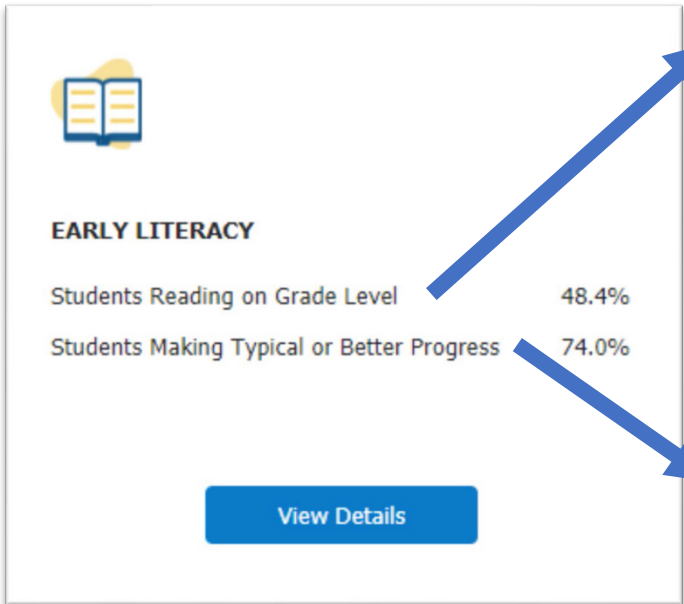 EARLY LITERACY
Students Reading on Grade Level 48.4%
Students Making Typical or Better Progress 74.0%
View Details